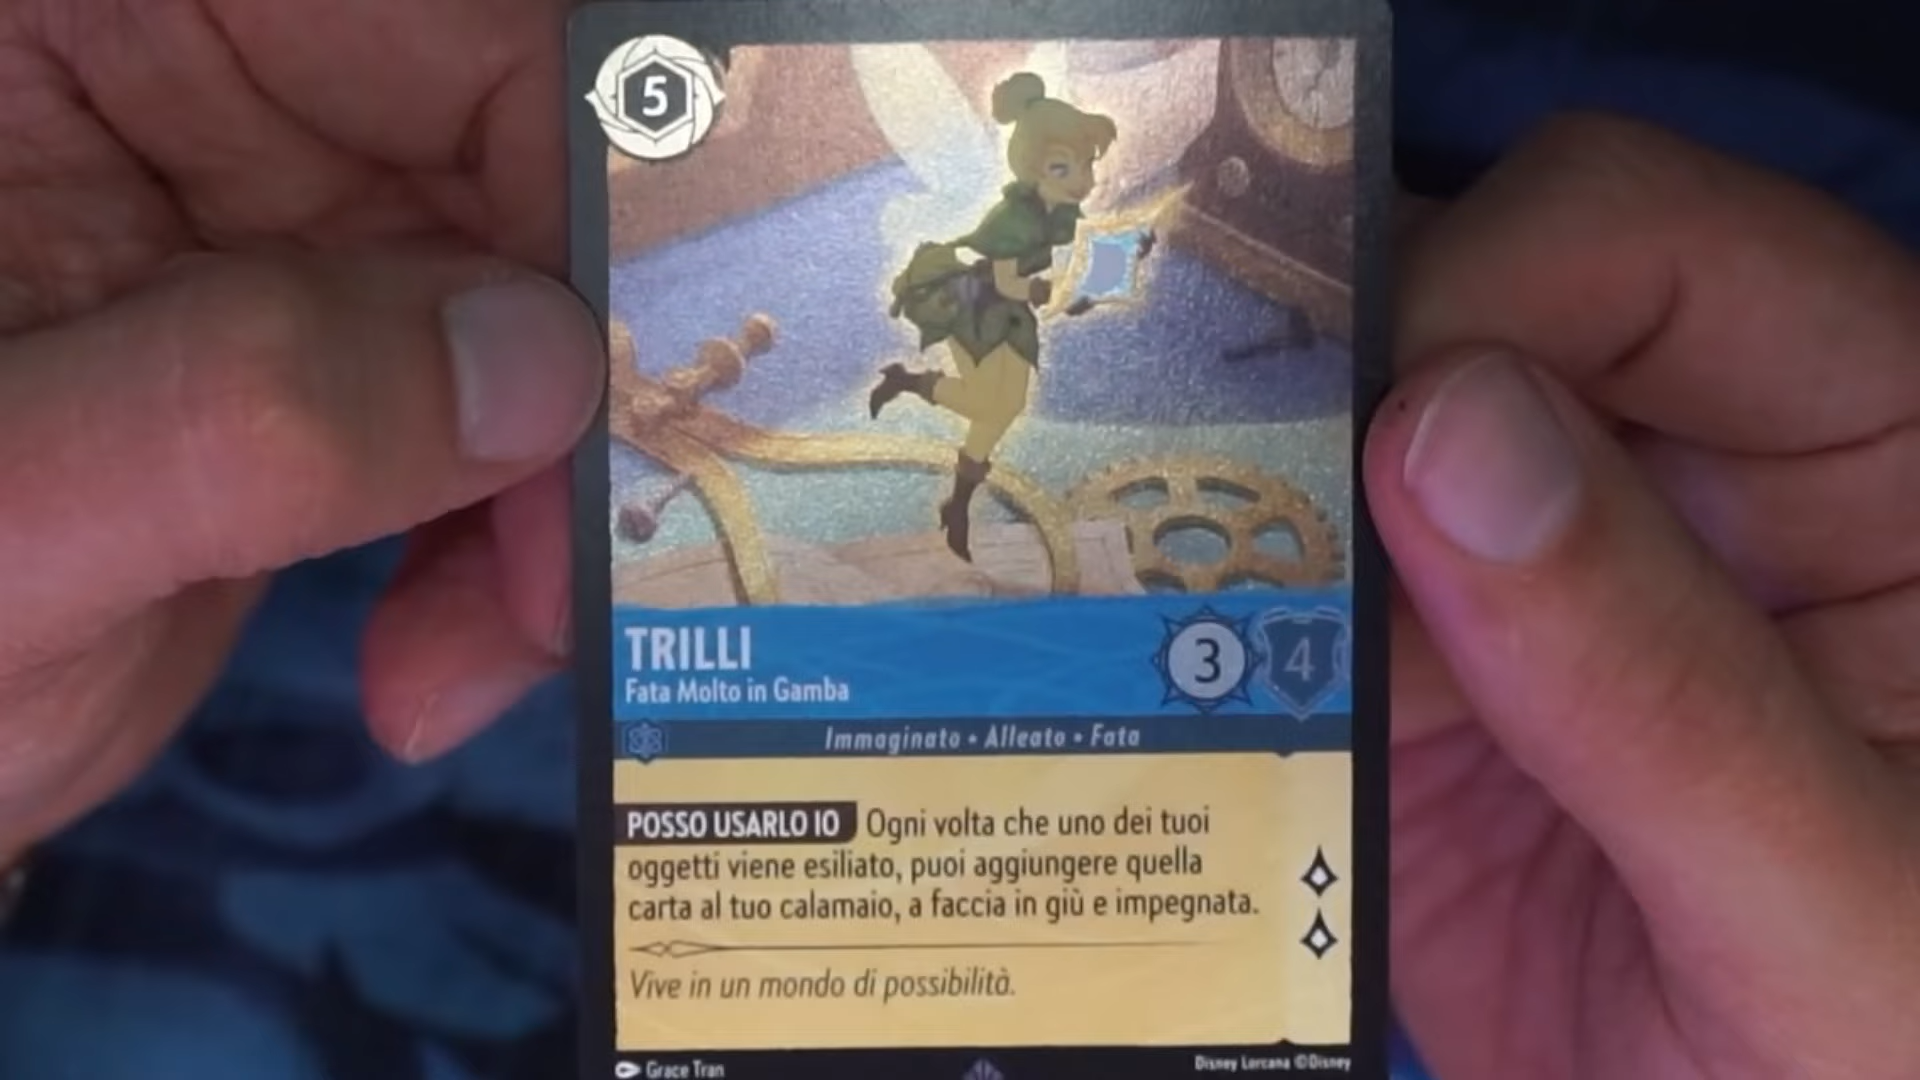 5
TRILLI
3 4
Fata Molto in Gamba
Immaginato • Alleato • Fata
POSSO USARLO IO Ogni volta che uno dei tuoi
oggetti viene esiliato, puoi aggiungere quella
carta al tuo calamaio, a faccia in giù e impegnata.
Vive in un mondo di possibilità.
Grace Tran
Disney Lorcana ©Disney